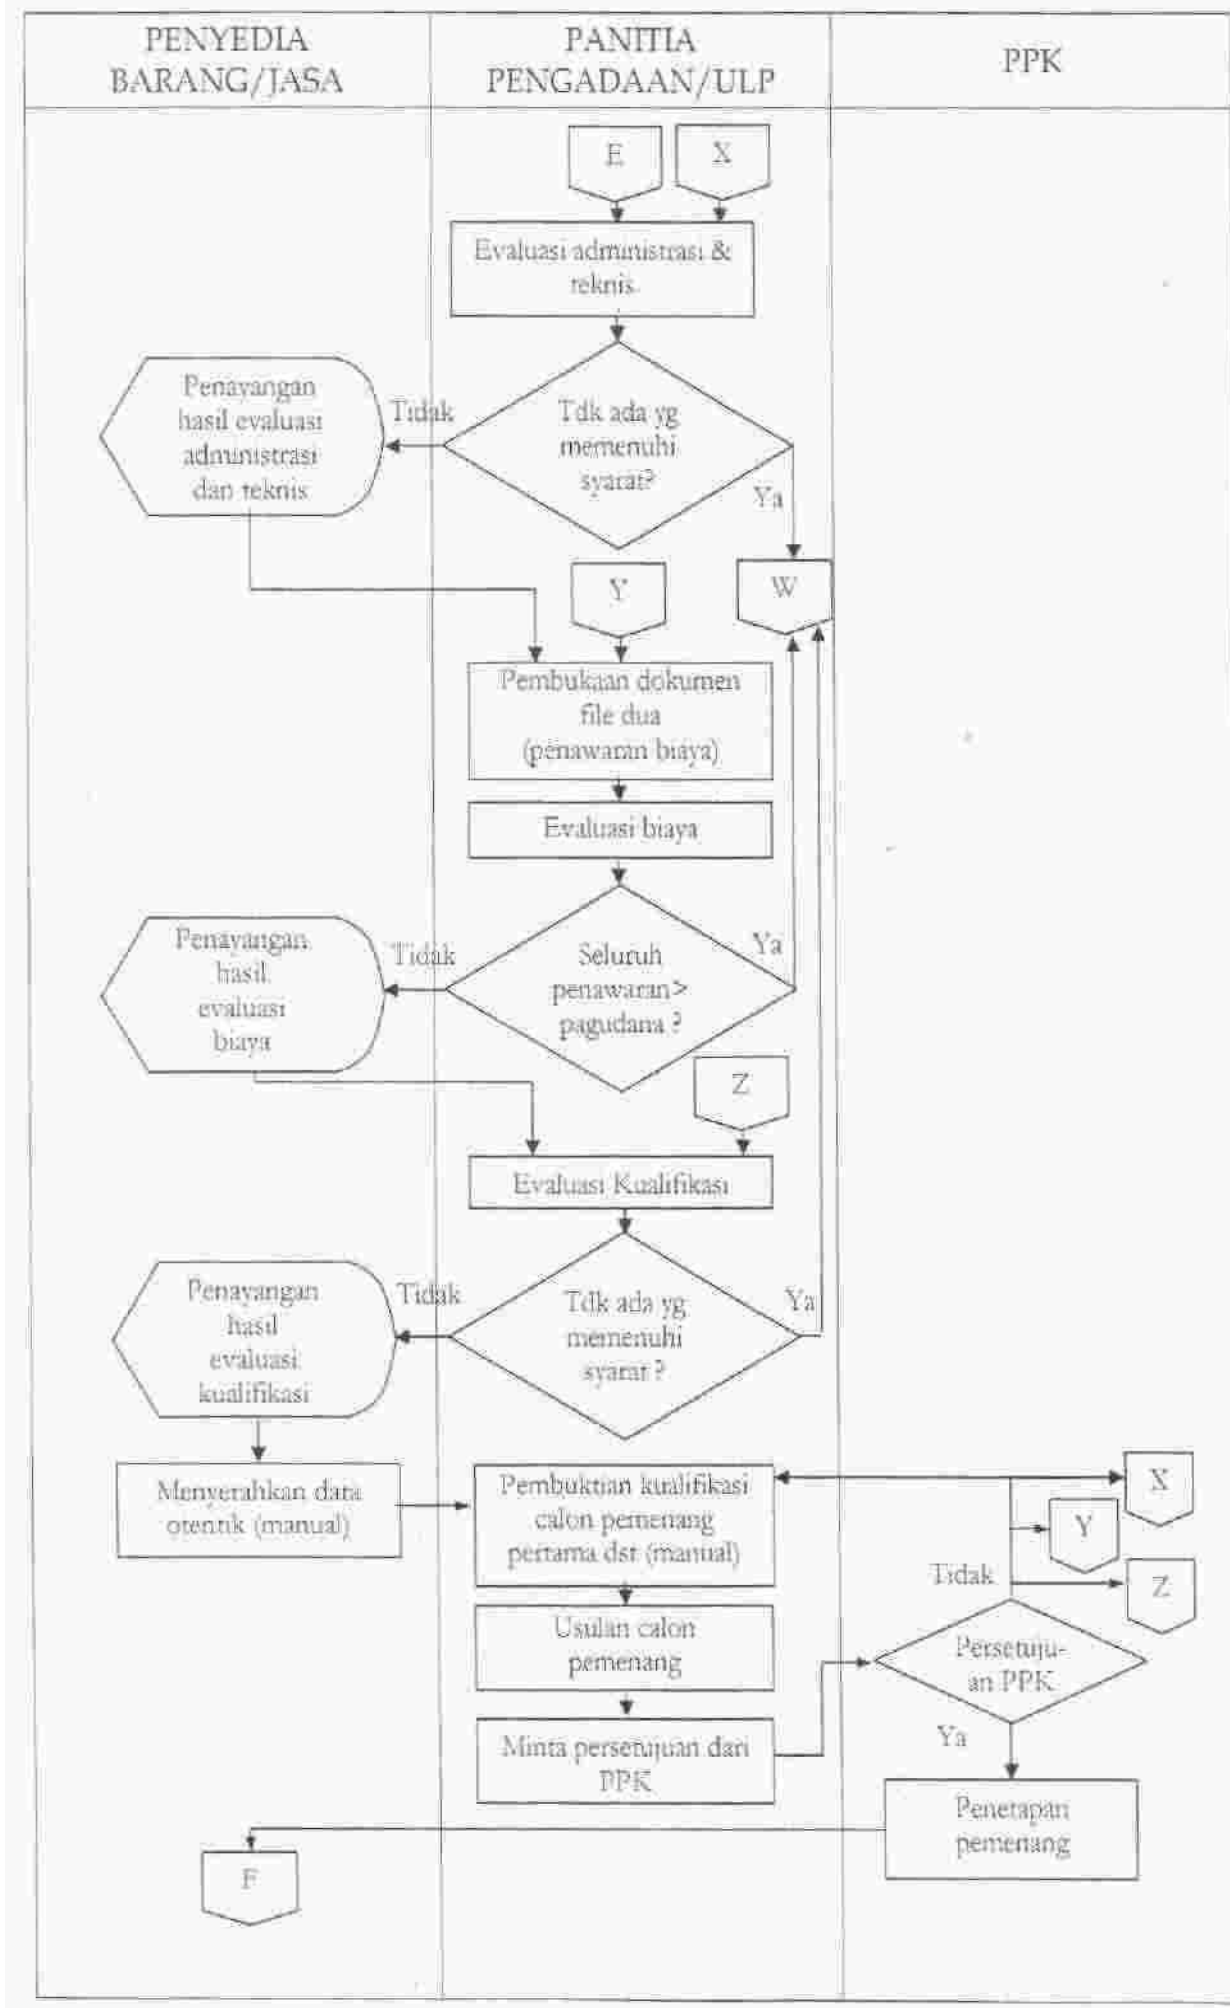 PENYEDIA
BARANG/JASA
PANITIA
PENGADAAN/ULP
PPK
E
X
Evaluasi administrasi &
teknis
Penayangan
hasil evaluasi
administrasi
dan teknis
Tidak
Tdk ada yg
memenuhi
syarat?
Ya
Y
W
Pembukaan dokumen
file dua
(penawaran biaya)
Evaluasi biaya
Penayangan
hasil
evaluasi
biaya
Tidak
Seluruh
penawaran>
pagudana ?
Ya
Z
Evaluasi Kualifikasi
Penayangan
hasil
evaluasi
kualifikasi
Tidak
Tdk ada yg
memenuhi
syarat ?
Ya
Menyerahkan data
otentik (manual)
Pembuktian kualifikasi
calon pemenang
pertama dst (manual)
X
Y
Z
Tidak
Usulan calon
pemenang
Persetuju-
an PPK
Minta persetujuan dari
PPK
Ya
Penetapan
pemenang
F